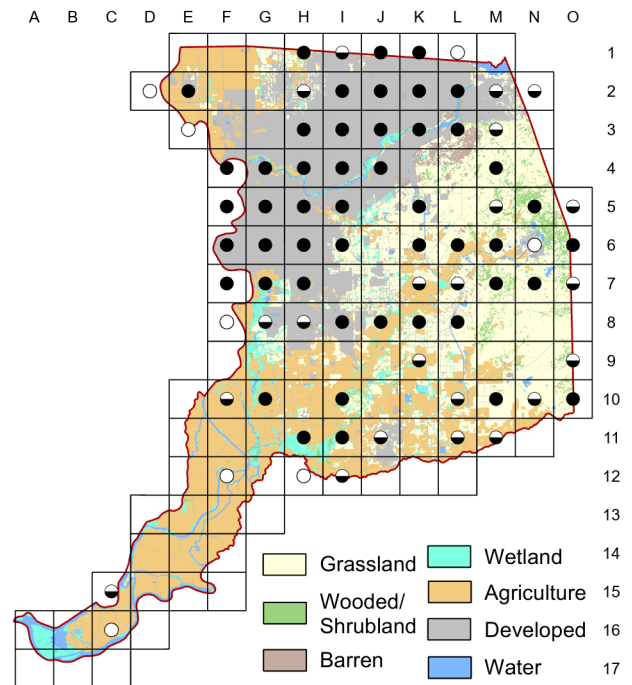 A B C D E F G H I J K L M N O
1
2
3
4
5
6
7
8
9
10
11
12
13
14
15
16
17
Grassland
Wooded/
Shrubland
Barren
Wetland
Agriculture
Developed
Water